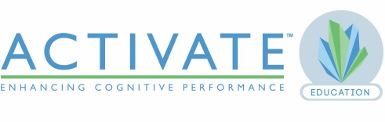 ACTIVATE™
ENHANCING COGNITIVE PERFORMANCE
EDUCATION